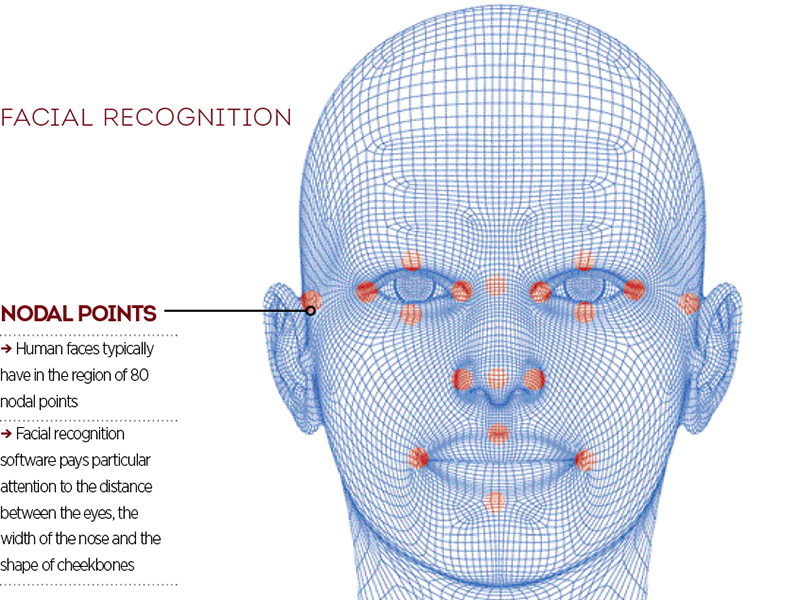 FACIAL RECOGNITION
NODAL POINTS
→ Human faces typically
have in the region of 80
nodal points
→ Facial recognition
software pays particular
attention to the distance
between the eyes, the
width of the nose and the
shape of cheekbones